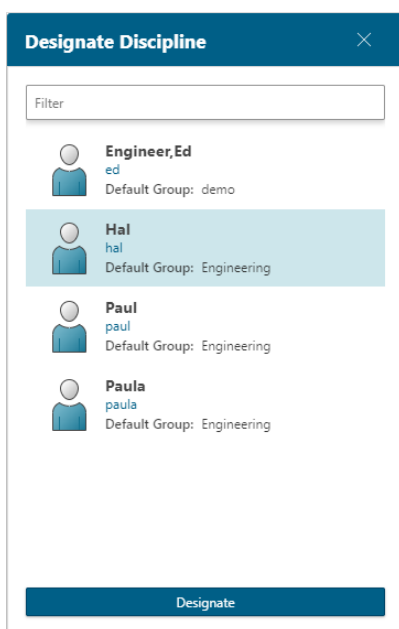 Designate Discipline
Filter
Engineer,Ed
ed
Default Group: demo
Hal
hal
Default Group: Engineering
Paul
paul
Default Group: Engineering
Paula
paula
Default Group: Engineering
Designate